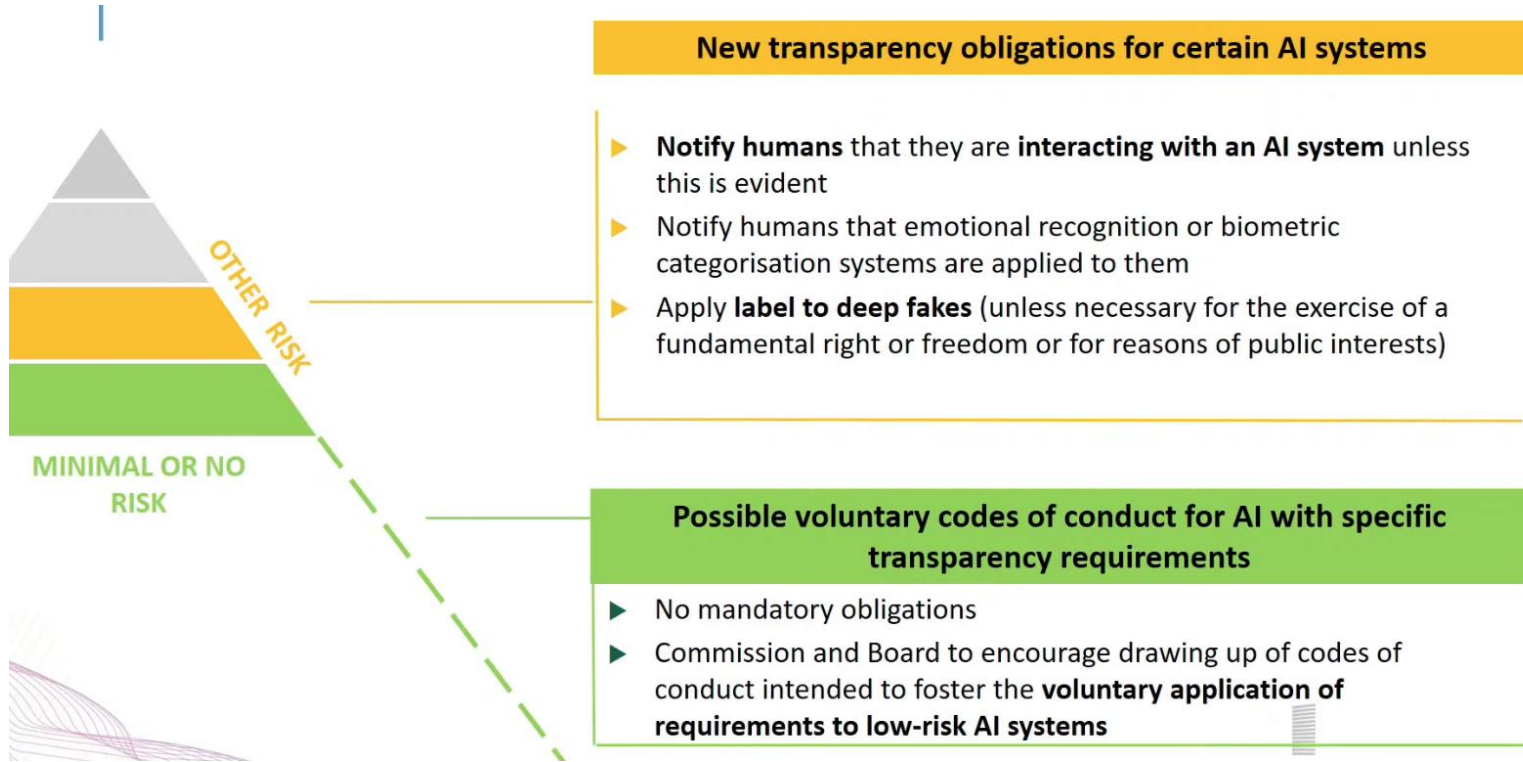 New transparency obligations for certain AI systems
Notify humans that they are interacting with an AI system unless
this is evident
Notify humans that emotional recognition or biometric
categorisation systems are applied to them
Apply label to deep fakes (unless necessary for the exercise of a
fundamental right or freedom or for reasons of public interests)
OTHER RISK
MINIMAL OR NO
RISK
Possible voluntary codes of conduct for AI with specific
transparency requirements
No mandatory obligations
Commission and Board to encourage drawing up of codes of
conduct intended to foster the voluntary application of
requirements to low-risk AI systems